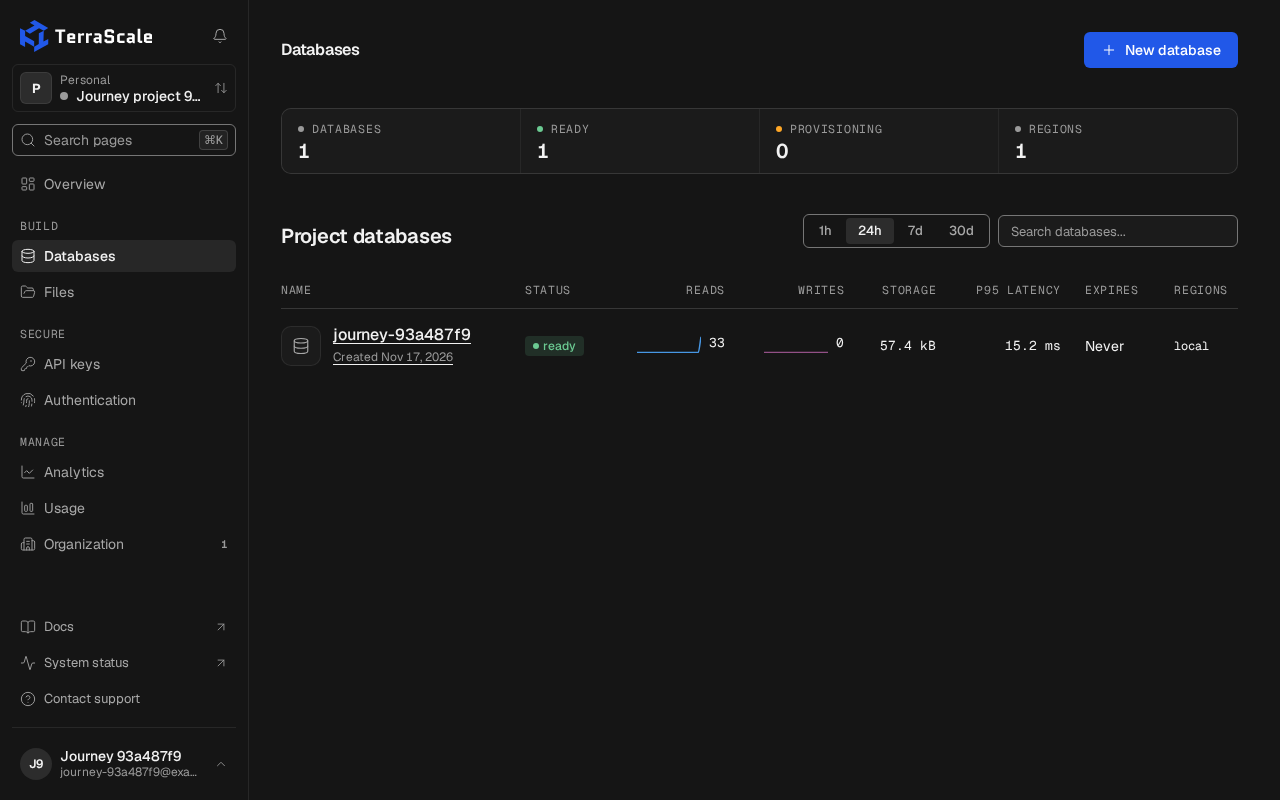 TerraScale
P
Personal
Journey project 9...
Search pages
⌘K
Overview
BUILD
Databases
Files
SECURE
API keys
Authentication
MANAGE
Analytics
Usage
Organization
1
Docs
System status
Contact support
J9
Journey 93a487f9
journey-93a487f9@exa...
Databases
New database
DATABASES
1
READY
1
PROVISIONING
0
REGIONS
1
Project databases
1h 24h 7d 30d
Search databases...
NAME STATUS READS WRITES STORAGE P95 LATENCY EXPIRES REGIONS
journey-93a487f9
Created Nov 17, 2026
ready 33 0 57.4 kB 15.2 ms Never local